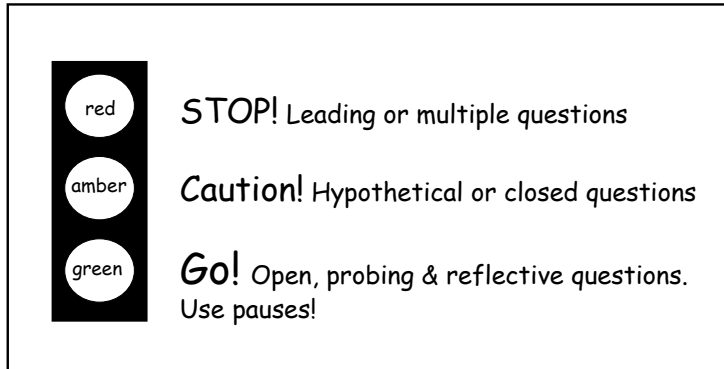 red
STOP! Leading or multiple questions
amber
Caution! Hypothetical or closed questions
green
Go! Open, probing & reflective questions.
Use pauses!